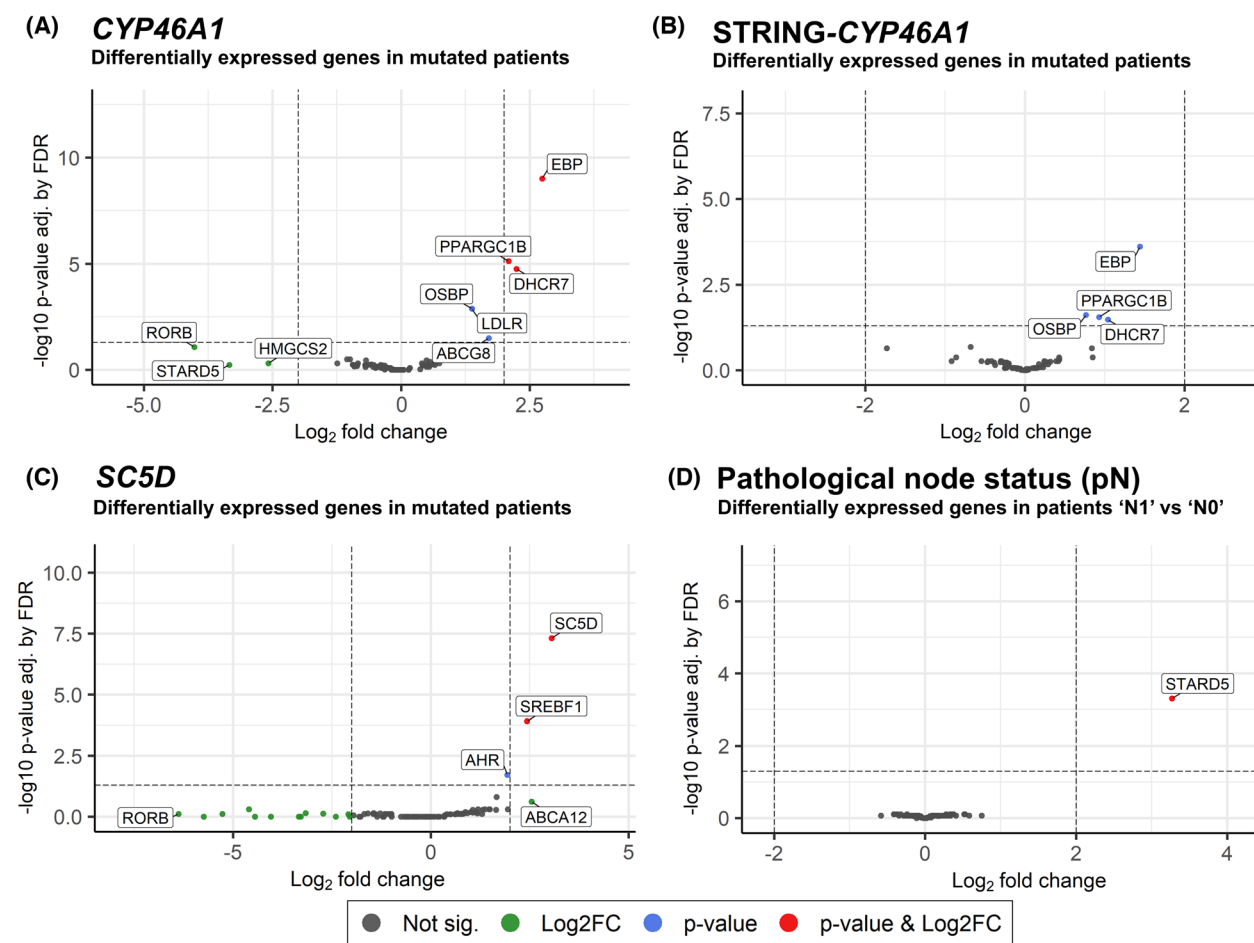 (A) CYP46A1
Differentially expressed genes in mutated patients
-log10 p-value adj. by FDR
10
5
0
EBP
PPARGC1B
DHCR7
OSBP
LDLR
RORB
HMGCS2
ABCG8
STARD5
-5.0 -2.5 0 2.5
Log2 fold change
(B) STRING-CYP46A1
Differentially expressed genes in mutated patients
-log10 p-value adj. by FDR
7.5
5.0
2.5
0.0
EBP
PPARGC1B
OSBP
DHCR7
-2 0 2
Log2 fold change
(C) SC5D
Differentially expressed genes in mutated patients
-log10 p-value adj. by FDR
10.0
7.5
5.0
2.5
0.0
SC5D
SREBF1
AHR
RORB
ABCA12
-5 0 5
Log2 fold change
(D) Pathological node status (pN)
Differentially expressed genes in patients ‘N1’ vs ‘N0’
-log10 p-value adj. by FDR
6
4
2
0
STARD5
-2 0 2 4
Log2 fold change
Not sig. Log2FC p-value p-value & Log2FC